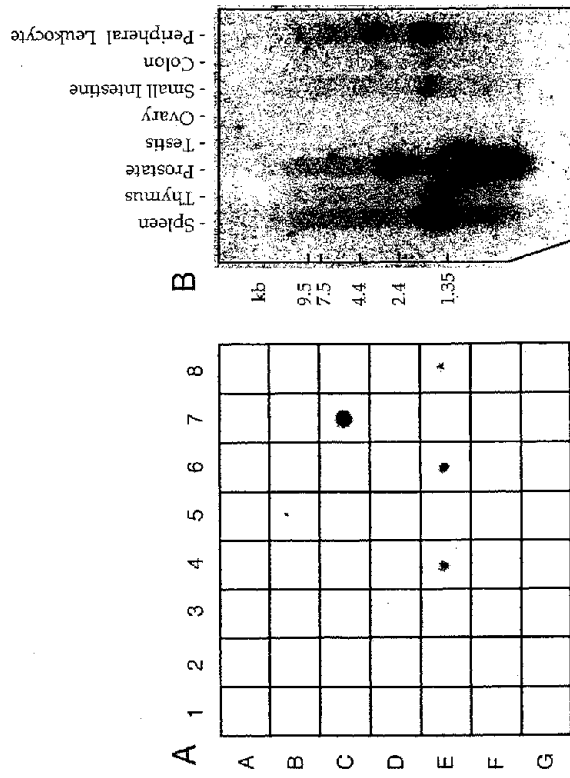 A
1 2 3 4 5 6 7 8
A
B
C
D
E
F
G
B
kb
9.5
7.5
4.4
2.4
1.35
- Spleen
- Thymus
- Prostate
- Testis
- Ovary
- Small Intestine
- Colon
- Peripheral Leukocyte